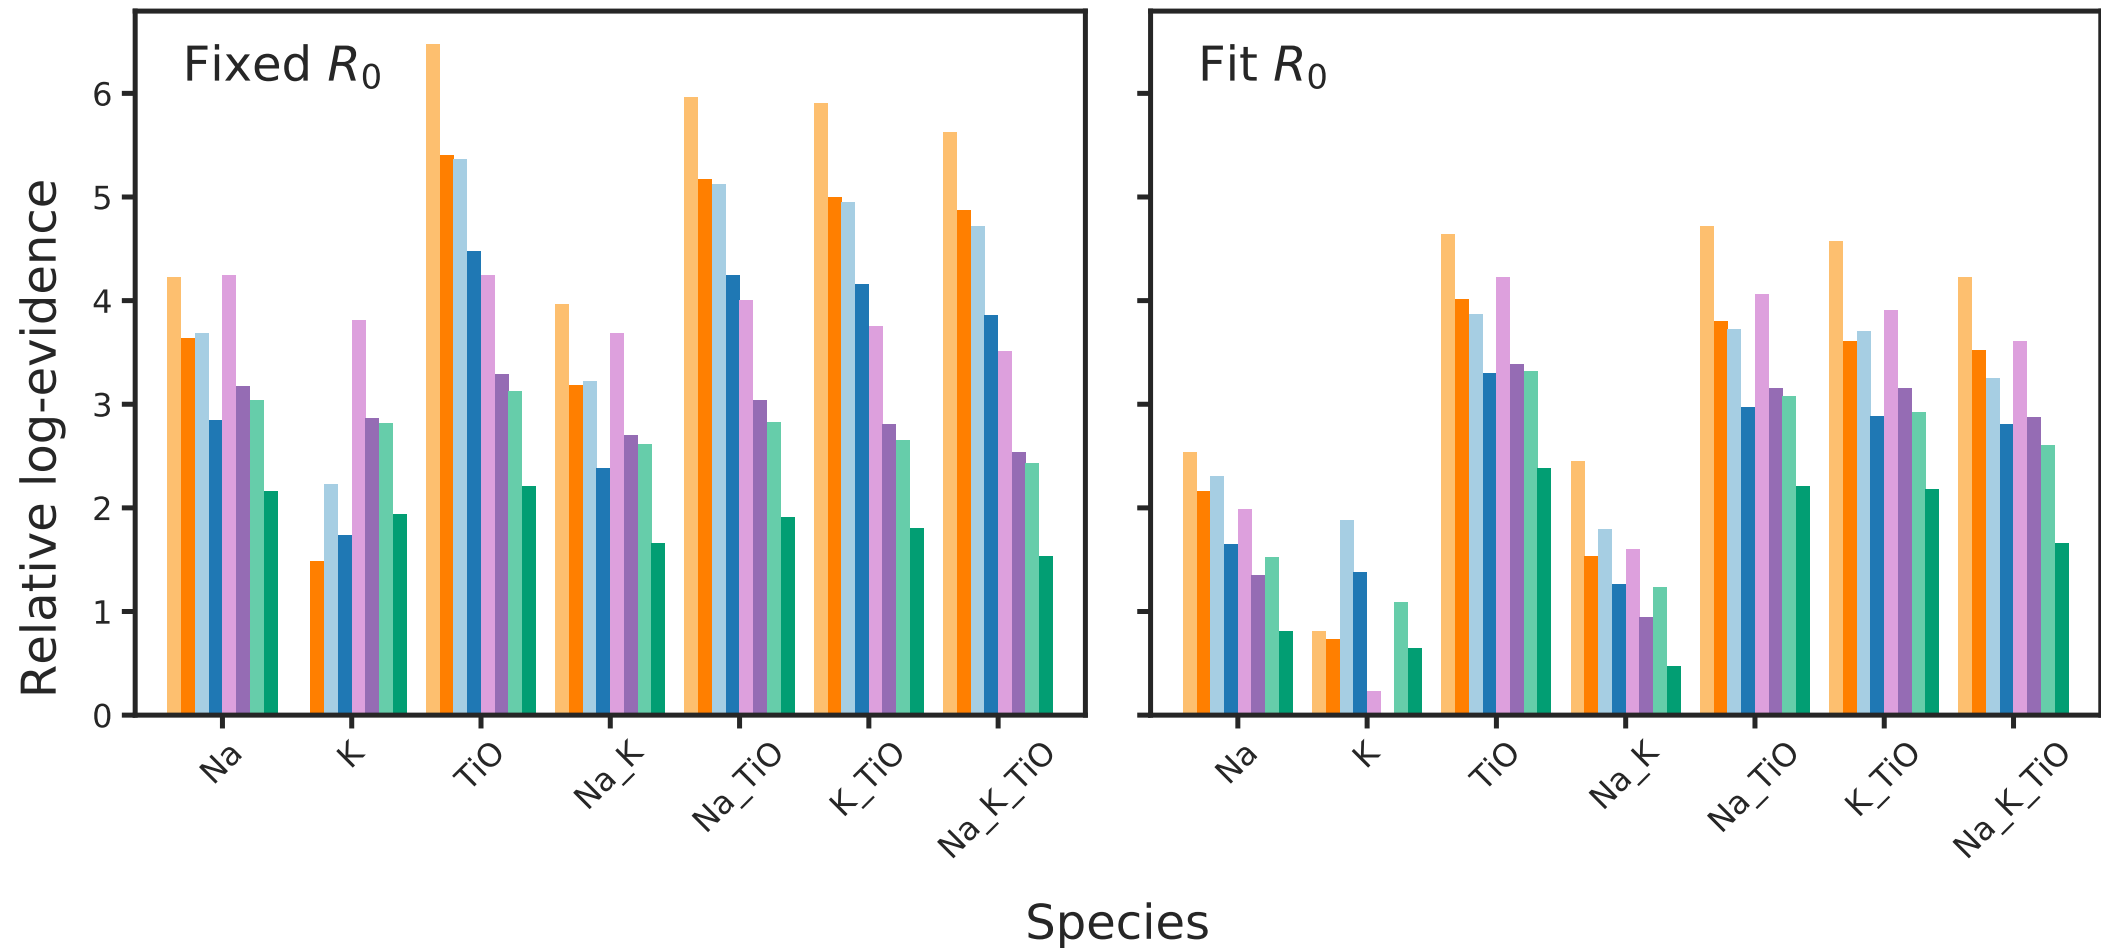 Fixed R0
Fit R0
Relative log-evidence
6
5
4
3
2
1
0
Na
K
TiO
Na_K
Na_TiO
K_TiO
Na_K_TiO
Na
K
TiO
Na_K
Na_TiO
K_TiO
Na_K_TiO
Species